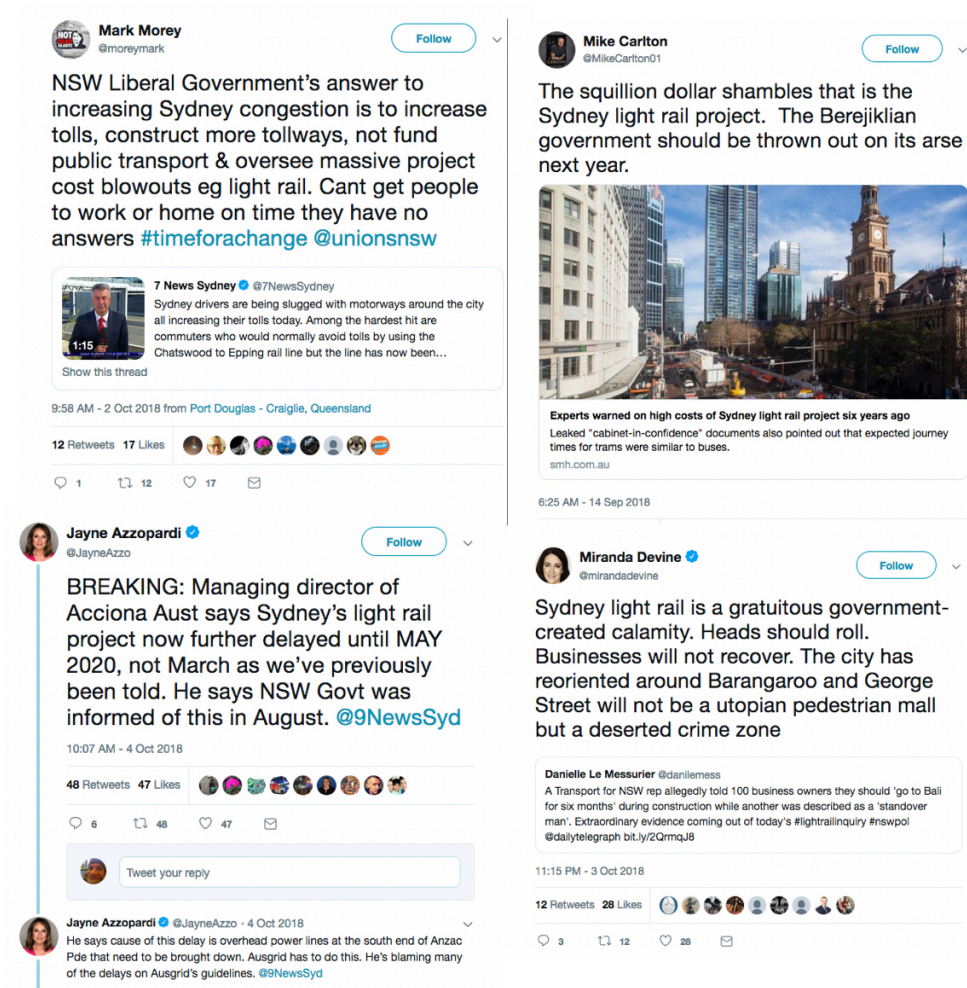 Mark Morey
@moreymark
Follow
NSW Liberal Government's answer to
increasing Sydney congestion is to increase
tolls, construct more tollways, not fund
public transport & oversee massive project
cost blowouts eg light rail. Cant get people
to work or home on time they have no
answers #timeforachange @unionsnsw
7 News Sydney @7NewsSydney
Sydney drivers are being slugged with motorways around the city
all increasing their tolls today. Among the hardest hit are
commuters who would normally avoid tolls by using the
Chatswood to Epping rail line but the line has now been...
1:15
Show this thread
9:58 AM - 2 Oct 2018 from Port Douglas - Craiglie, Queensland
12 Retweets 17 Likes
1 12 17
Mike Carlton
@MikeCarlton01
Follow
The squillion dollar shambles that is the
Sydney light rail project. The Berejiklian
government should be thrown out on its arse
next year.
Experts warned on high costs of Sydney light rail project six years ago
Leaked "cabinet-in-confidence" documents also pointed out that expected journey
times for trams were similar to buses.
smh.com.au
6:25 AM - 14 Sep 2018
Jayne Azzopardi
@JayneAzzo
Follow
BREAKING: Managing director of
Acciona Aust says Sydney's light rail
project now further delayed until MAY
2020, not March as we've previously
been told. He says NSW Govt was
informed of this in August. @9NewsSyd
10:07 AM - 4 Oct 2018
48 Retweets 47 Likes
6 48 47
Tweet your reply
Jayne Azzopardi @JayneAzzo · 4 Oct 2018
He says cause of this delay is overhead power lines at the south end of Anzac
Pde that need to be brought down. Ausgrid has to do this. He's blaming many
of the delays on Ausgrid's guidelines. @9NewsSyd
Miranda Devine
@mirandadevine
Follow
Sydney light rail is a gratuitous government-
created calamity. Heads should roll.
Businesses will not recover. The city has
reoriented around Barangaroo and George
Street will not be a utopian pedestrian mall
but a deserted crime zone
Danielle Le Messurier @danilemess
A Transport for NSW rep allegedly told 100 business owners they should 'go to Bali
for six months' during construction while another was described as a 'standover
man'. Extraordinary evidence coming out of today's #lightrailinquiry #nswpol
@dailytelegraph bit.ly/2QrmqJ8
11:15 PM - 3 Oct 2018
12 Retweets 28 Likes
3 12 28